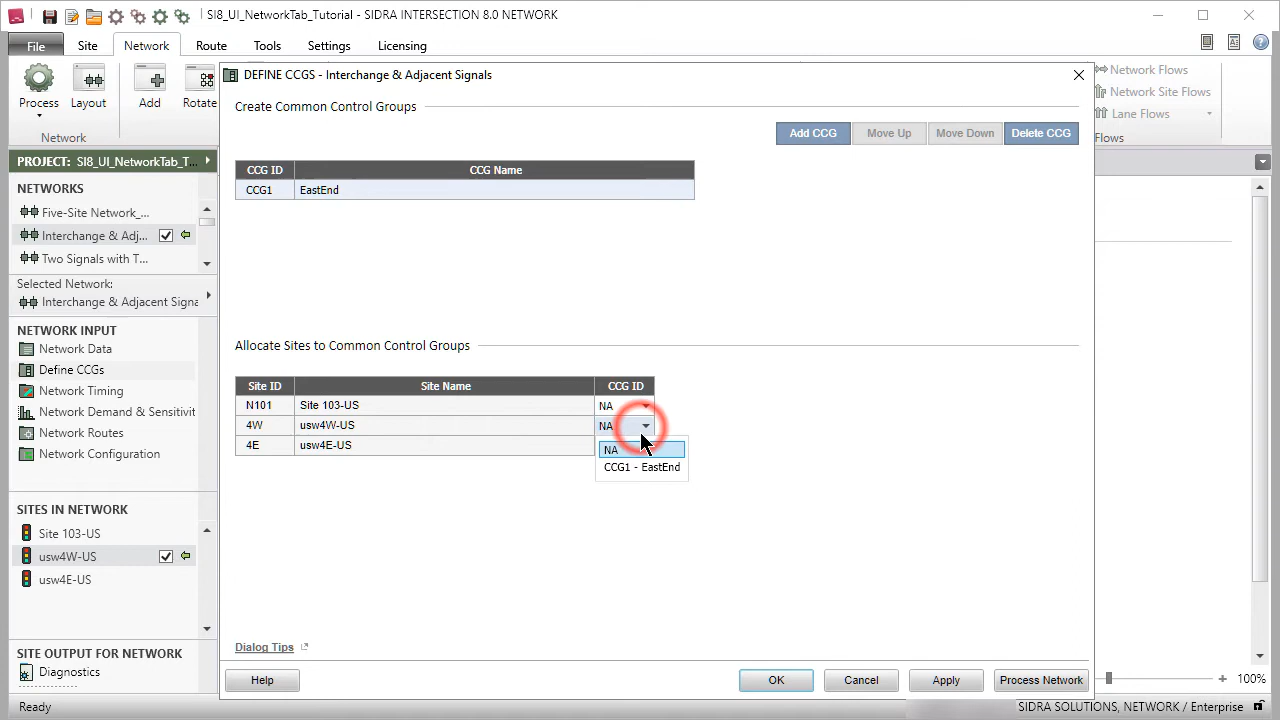 SI8_UI_NetworkTab_Tutorial - SIDRA INTERSECTION 8.0 NETWORK
File Site Network Route Tools Settings Licensing
Process Layout Add Rotate
Network
Network Flows
Network Site Flows
Lane Flows
Flows
DEFINE CCGS - Interchange & Adjacent Signals
Create Common Control Groups
Add CCG Move Up Move Down Delete CCG
CCG ID CCG Name
CCG1 EastEnd
Allocate Sites to Common Control Groups
Site ID Site Name CCG ID
N101 Site 103-US NA
4W usw4W-US NA
4E usw4E-US
NA
CCG1 - EastEnd
Dialog Tips
Help OK Cancel Apply Process Network
PROJECT: SI8_UI_NetworkTab_T...
NETWORKS
Five-Site Network_...
Interchange & Adj...
Two Signals with T...
Selected Network:
Interchange & Adjacent Signa
NETWORK INPUT
Network Data
Define CCGs
Network Timing
Network Demand & Sensitivit
Network Routes
Network Configuration
SITES IN NETWORK
Site 103-US
usw4W-US
usw4E-US
SITE OUTPUT FOR NETWORK
Diagnostics
100%
Ready
SIDRA SOLUTIONS, NETWORK / Enterprise